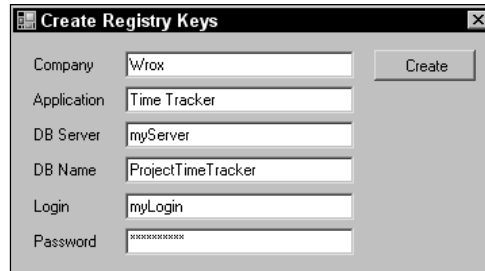 Create Registry Keys
Company Wrox Create
Application Time Tracker
DB Server myServer
DB Name ProjectTimeTracker
Login myLogin
Password **********